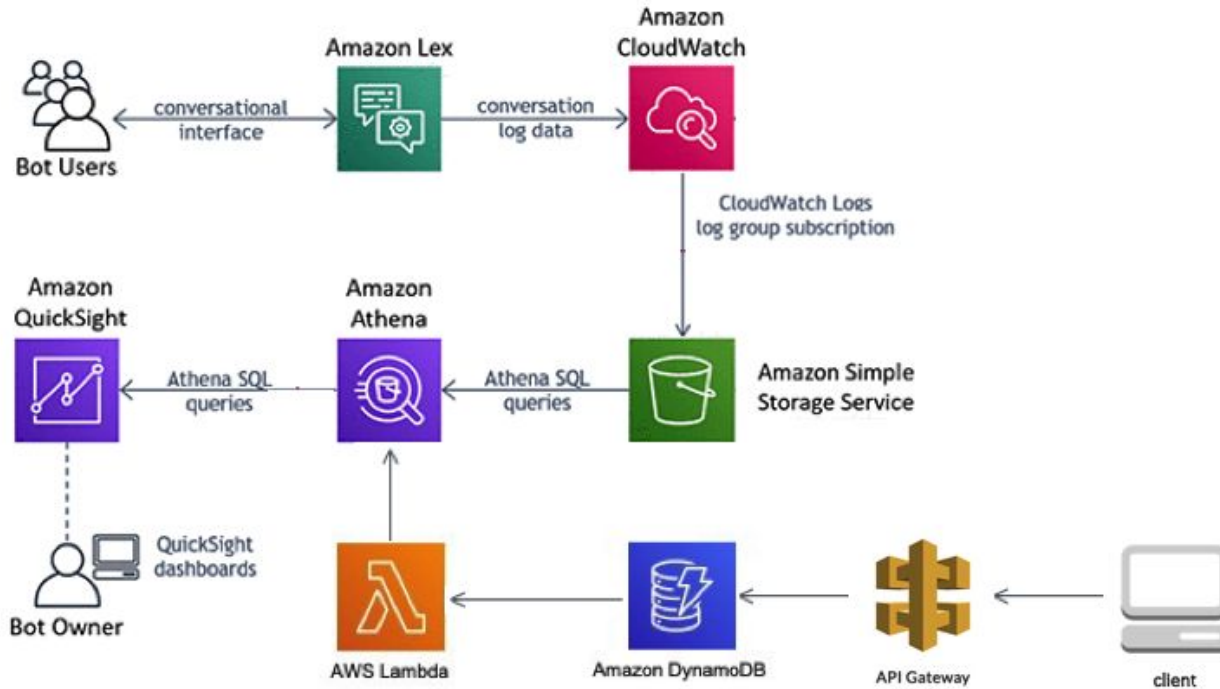 Amazon
CloudWatch
Amazon Lex
conversational
interface
conversation
log data
Bot Users
CloudWatch Logs
log group subscription
Amazon
QuickSight
Amazon
Athena
Athena SQL
queries
Athena SQL
queries
Amazon Simple
Storage Service
QuickSight
dashboards
Bot Owner
AWS Lambda
Amazon DynamoDB
API Gateway
client